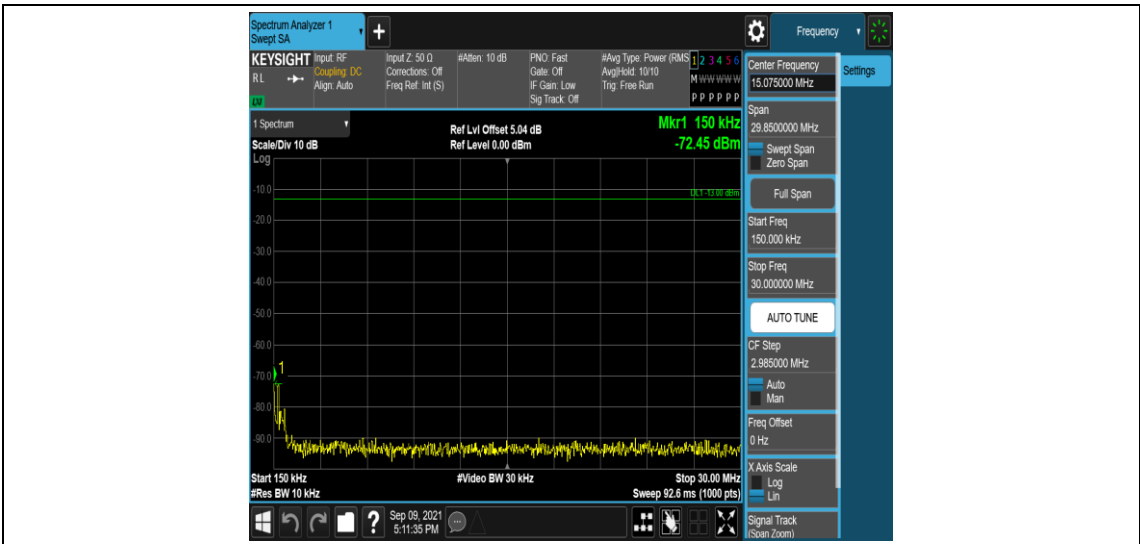 Spectrum Analyzer 1
Swept SA
+
Frequency
KEYSIGHT
RL
LXI
Input: RF
Coupling: DC
Align: Auto
Input Z: 50 Ω
Corrections: Off
Freq Ref: Int (S)
#Atten: 10 dB
PNO: Fast
Gate: Off
IF Gain: Low
Sig Track: Off
#Avg Type: Power (RMS
Avg|Hold: 10/10
Trig: Free Run
1 2 3 4 5 6
M W W W W W
P P P P P P
Center Frequency
15.075000 MHz
Settings
Span
29.8500000 MHz
Swept Span
Zero Span
Full Span
Start Freq
150.000 kHz
Stop Freq
30.000000 MHz
AUTO TUNE
CF Step
2.985000 MHz
Auto
Man
Freq Offset
0 Hz
X Axis Scale
Log
Lin
Signal Track
(Span Zoom)
1 Spectrum
Scale/Div 10 dB
Log
Ref Lvl Offset 5.04 dB
Ref Level 0.00 dBm
Mkr1 150 kHz
-72.45 dBm
DL1 -13.00 dBm
-10.0
-20.0
-30.0
-40.0
-50.0
-60.0
-70.0
1
-80.0
-90.0
Start 150 kHz
#Res BW 10 kHz
#Video BW 30 kHz
Stop 30.00 MHz
Sweep 92.6 ms (1000 pts)
?
Sep 09, 2021
5:11:35 PM